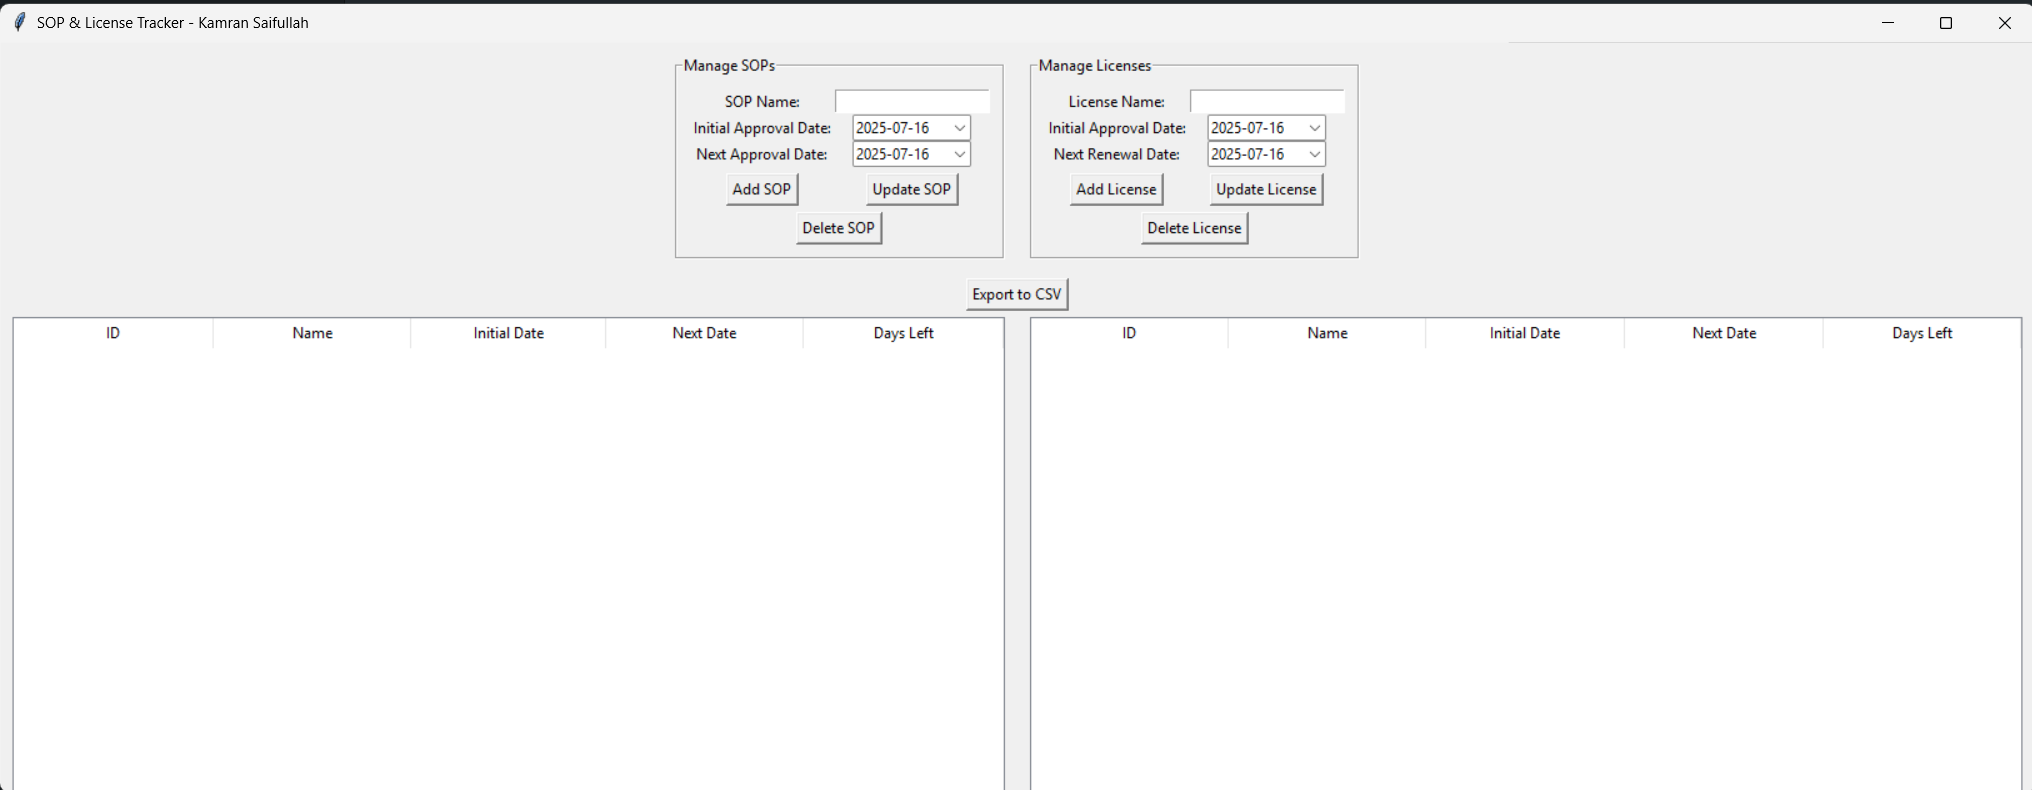 SOP & License Tracker - Kamran Saifullah
Manage SOPs
SOP Name:
Initial Approval Date: 2025-07-16
Next Approval Date: 2025-07-16
Add SOP Update SOP
Delete SOP
Manage Licenses
License Name:
Initial Approval Date: 2025-07-16
Next Renewal Date: 2025-07-16
Add License Update License
Delete License
Export to CSV
ID Name Initial Date Next Date Days Left
ID Name Initial Date Next Date Days Left